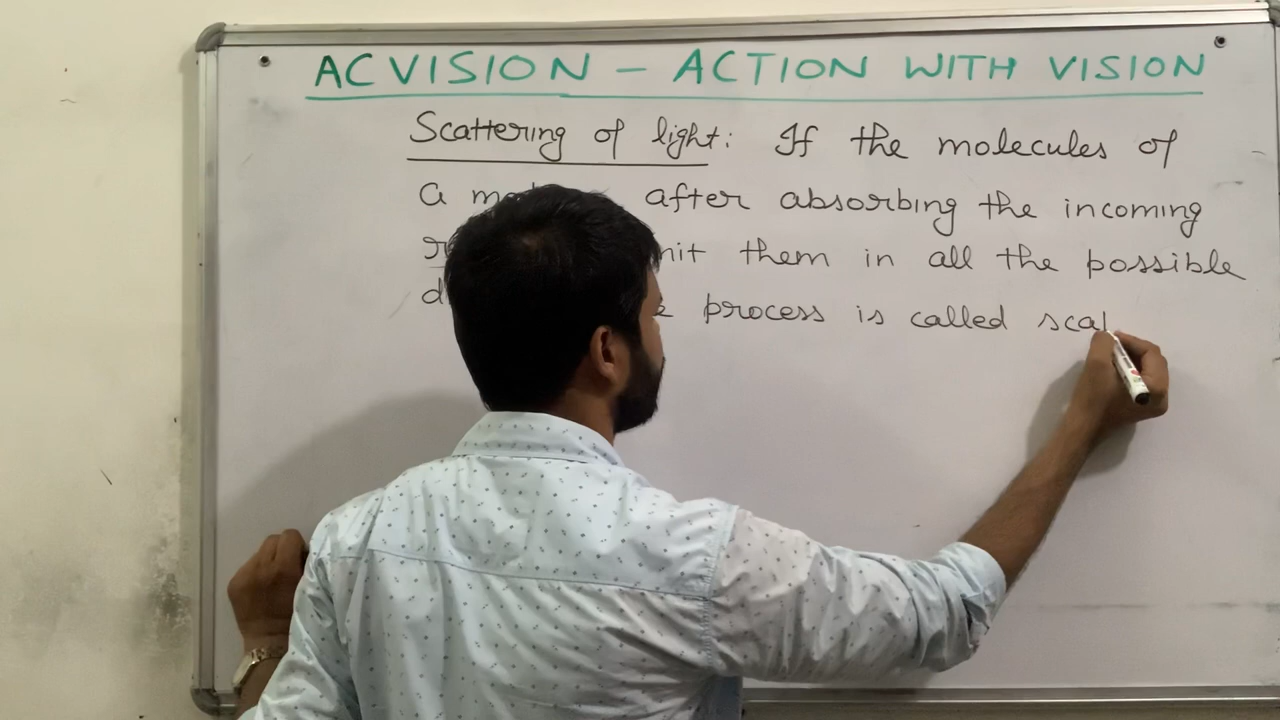 ACVISION - ACTION WITH VISION
Scattering of light: If the molecules of
a after absorbing the incoming
them in all the possible
process is called scat